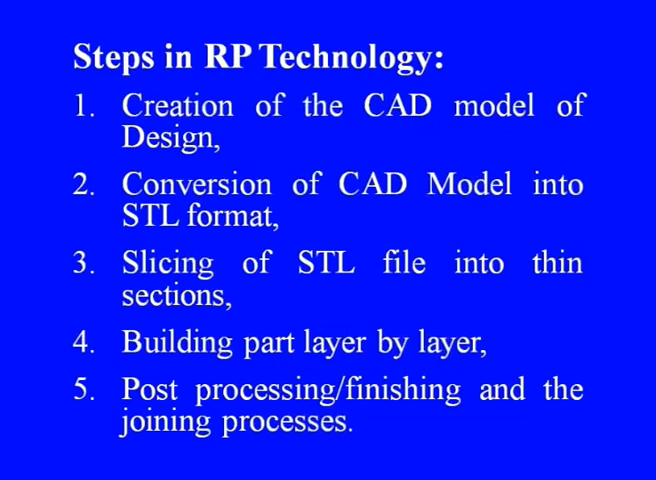 Steps in RP Technology:
1. Creation of the CAD model of
Design,
2. Conversion of CAD Model into
STL format,
3. Slicing of STL file into thin
sections,
4. Building part layer by layer,
5. Post processing/finishing and the
joining processes.